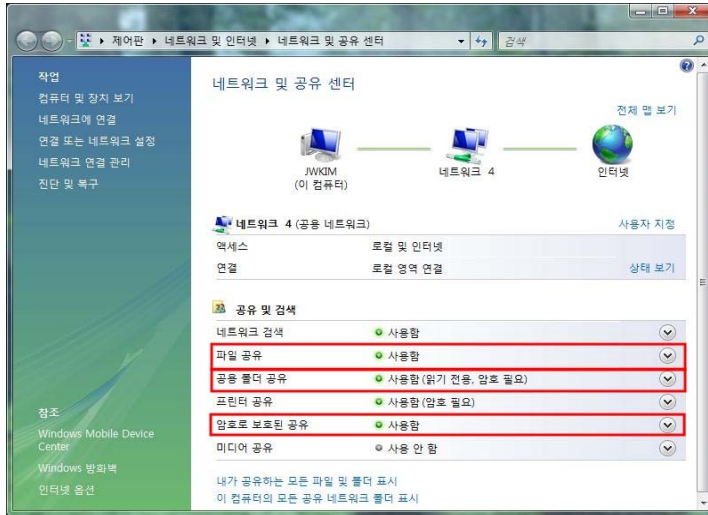 제어판 ▸ 네트워크 및 인터넷 ▸ 네트워크 및 공유 센터
검색
작업
컴퓨터 및 장치 보기
네트워크에 연결
연결 또는 네트워크 설정
네트워크 연결 관리
진단 및 복구
참조
Windows Mobile Device
Center
Windows 방화벽
인터넷 옵션
네트워크 및 공유 센터
전체 맵 보기
JWKIM
(이 컴퓨터)
네트워크 4
인터넷
네트워크 4 (공용 네트워크)
사용자 지정
액세스 로컬 및 인터넷
연결 로컬 영역 연결 상태 보기
공유 및 검색
네트워크 검색 사용함
파일 공유 사용함
공용 폴더 공유 사용함(읽기 전용, 암호 필요)
프린터 공유 사용함(암호 필요)
암호로 보호된 공유 사용함
미디어 공유 사용 안 함
내가 공유하는 모든 파일 및 폴더 표시
이 컴퓨터의 모든 공유 네트워크 폴더 표시